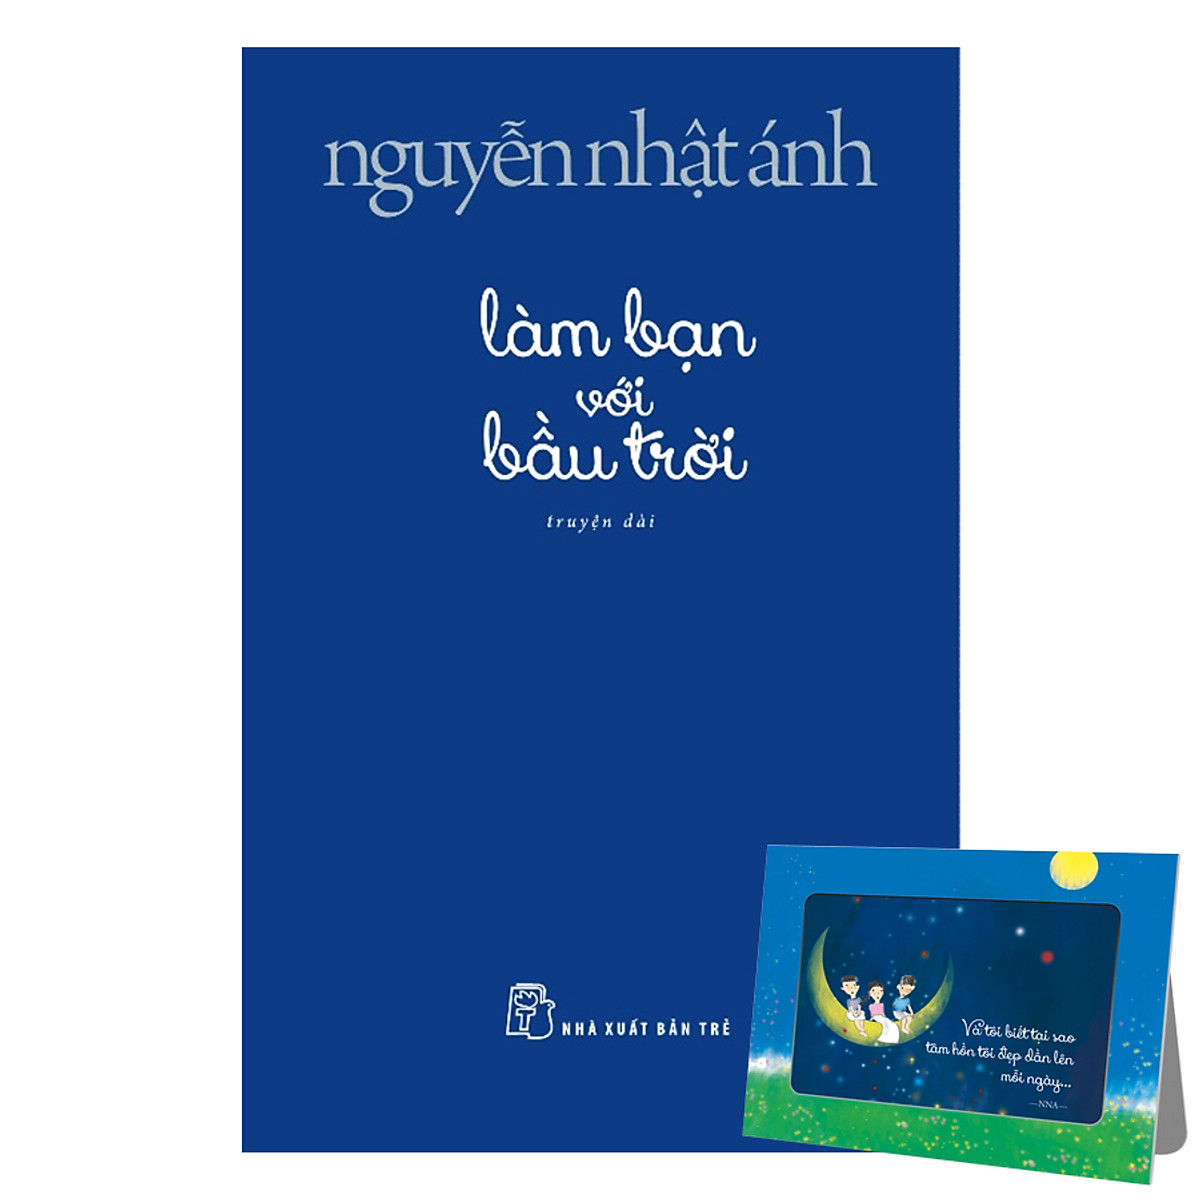 nguyễn nhật ánh
làm bạn
với
bầu trời
truyện dài
NHÀ XUẤT BẢN TRẺ
Và tôi biết tại sao
tâm hồn tôi đẹp dần lên
mỗi ngày...
—NNA—